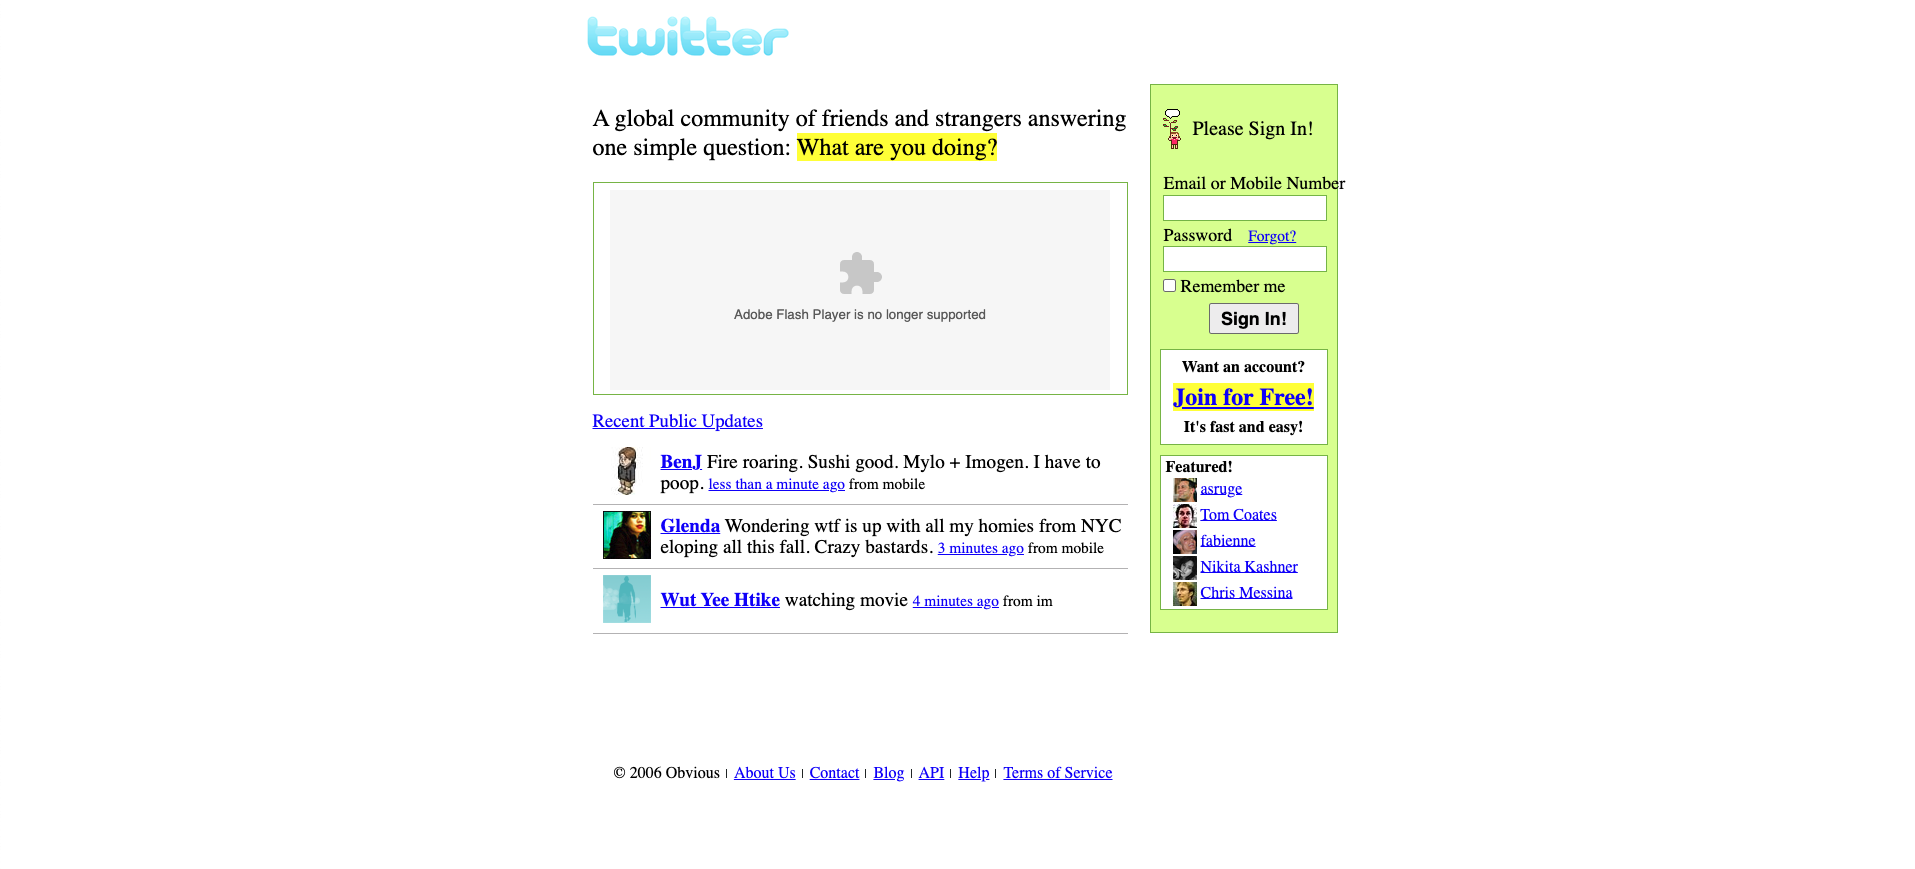 twitter
A global community of friends and strangers answering
one simple question: What are you doing?
Adobe Flash Player is no longer supported
Recent Public Updates
BenJ Fire roaring. Sushi good. Mylo + Imogen. I have to
poop. less than a minute ago from mobile
Glenda Wondering wtf is up with all my homies from NYC
eloping all this fall. Crazy bastards. 3 minutes ago from mobile
Wut Yee Htike watching movie 4 minutes ago from im
Please Sign In!
Email or Mobile Number
Password Forgot?
Remember me
Sign In!
Want an account?
Join for Free!
It's fast and easy!
Featured!
asruge
Tom Coates
fabienne
Nikita Kashner
Chris Messina
© 2006 Obvious | About Us | Contact | Blog | API | Help | Terms of Service